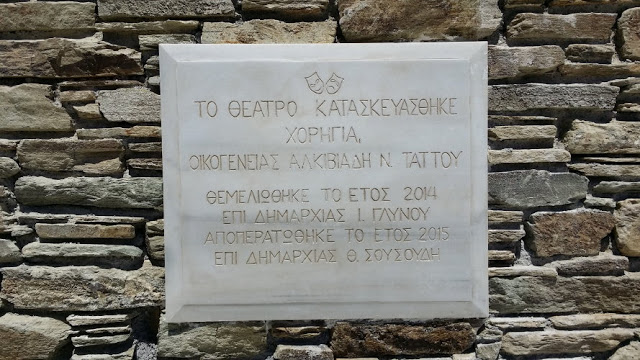 ΤΟ ΘΕΑΤΡΟ ΚΑΤΑΣΚΕΥΑΣΘΗΚΕ
ΧΟΡΗΓΙΑ,
ΟΙΚΟΓΕΝΕΙΑΣ ΑΛΚΙΒΙΑΔΗ Ν. ΤΑΤΤΟΥ
ΘΕΜΕΛΙΩΘΗΚΕ ΤΟ ΕΤΟΣ 2014
ΕΠΙ ΔΗΜΑΡΧΙΑΣ Ι. ΓΛΥΝΟΥ
ΑΠΟΠΕΡΑΤΩΘΗΚΕ ΤΟ ΕΤΟΣ 2015
ΕΠΙ ΔΗΜΑΡΧΙΑΣ Θ. ΣΟΥΣΟΥΔΗ